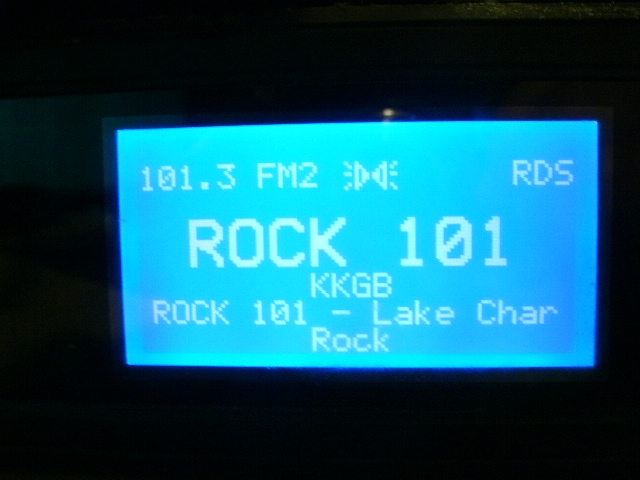 101.3 FM2 RDS
ROCK 101
KKGB
ROCK 101 - Lake Char
Rock